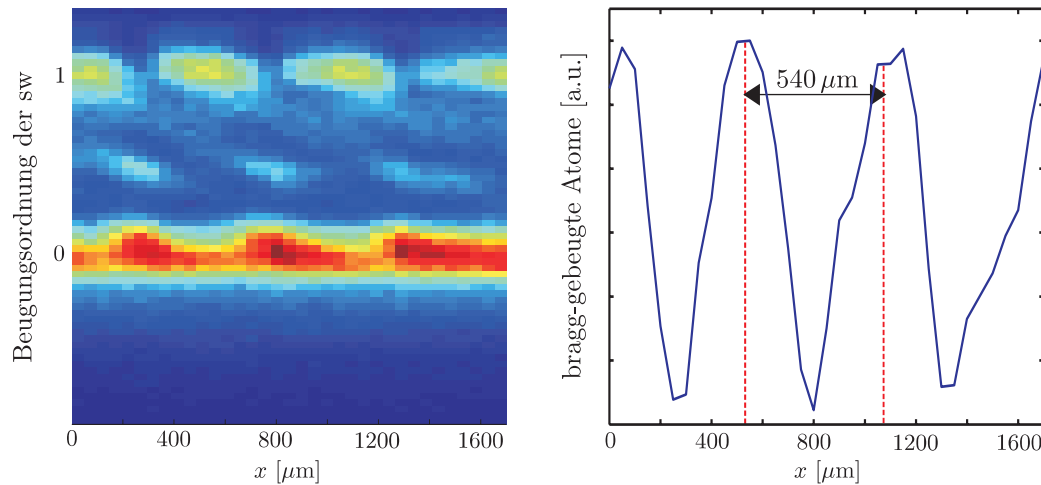 Beugungsordnung der sw
1
0
0 400 800 1200 1600
x [μm]
bragg-gebeugte Atome [a.u.]
540 μm
0 400 800 1200 1600
x [μm]